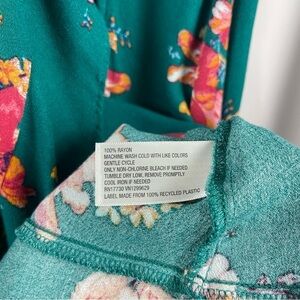 100% RAYON
MACHINE WASH COLD WITH LIKE COLORS
GENTLE CYCLE
ONLY NON-CHLORINE BLEACH IF NEEDED
TUMBLE DRY LOW, REMOVE PROMPTLY
COOL IRON IF NEEDED
RN17730 VN1299629
LABEL MADE FROM 100% RECYCLED PLASTIC